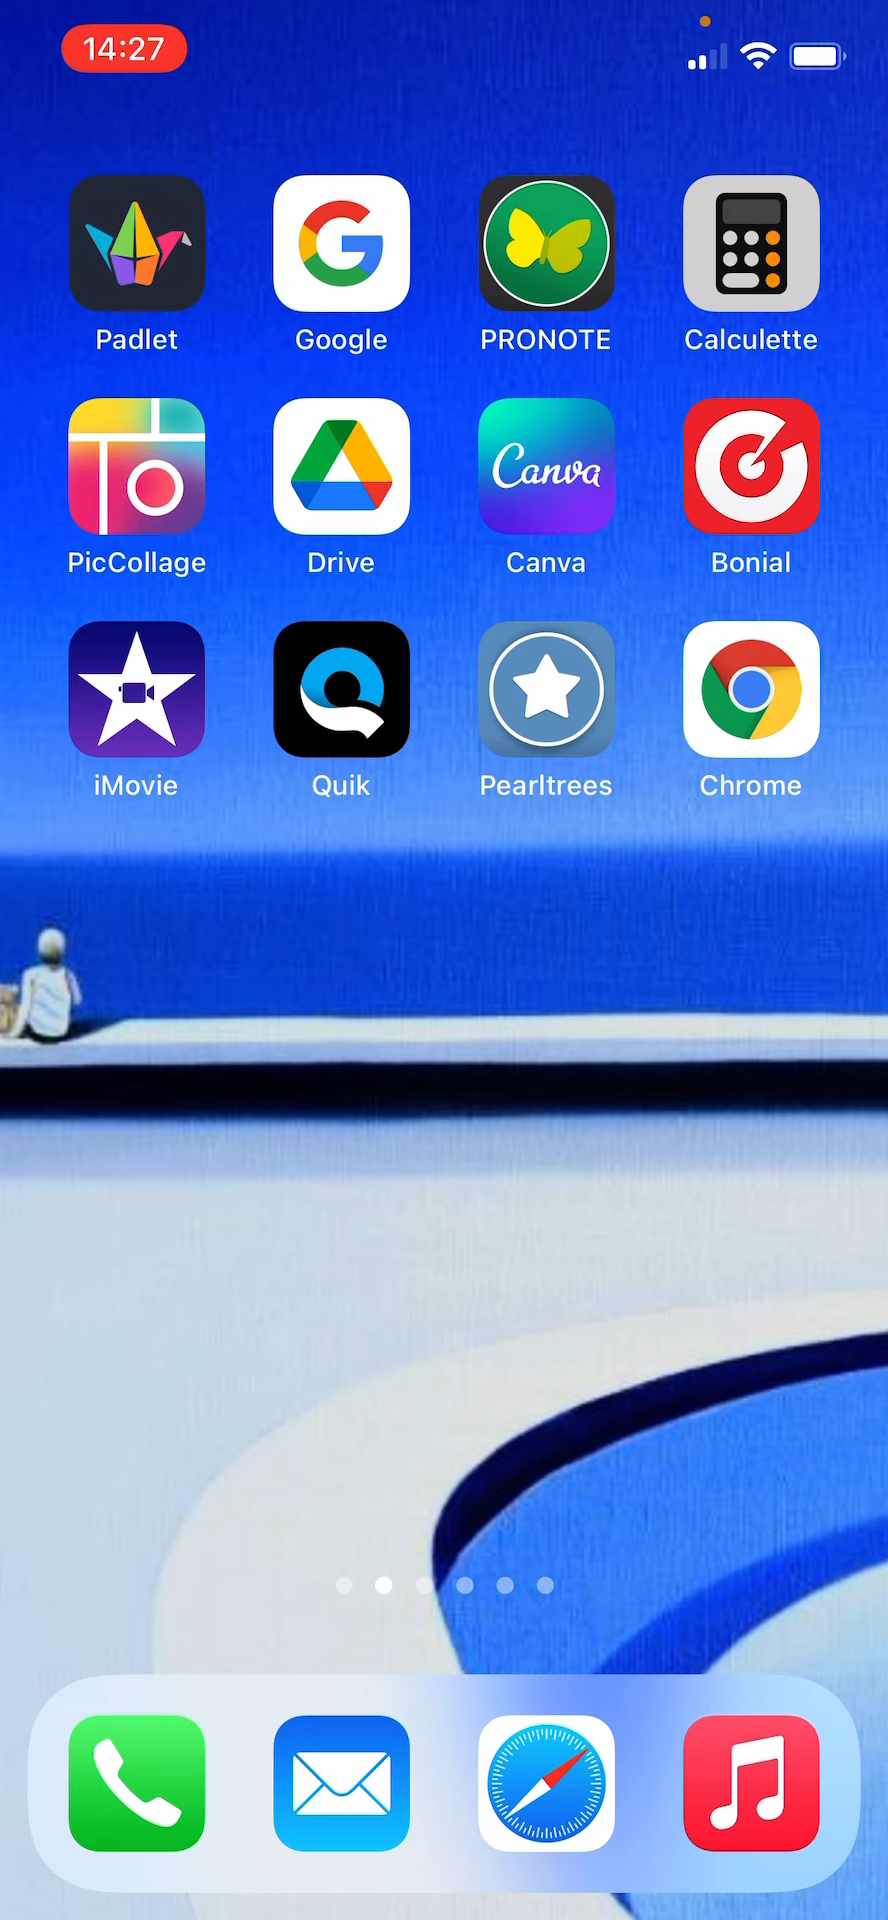 14:27
Padlet
Google
PRONOTE
Calculette
Canva
PicCollage
Drive
Canva
Bonial
iMovie
Quik
Pearltrees
Chrome